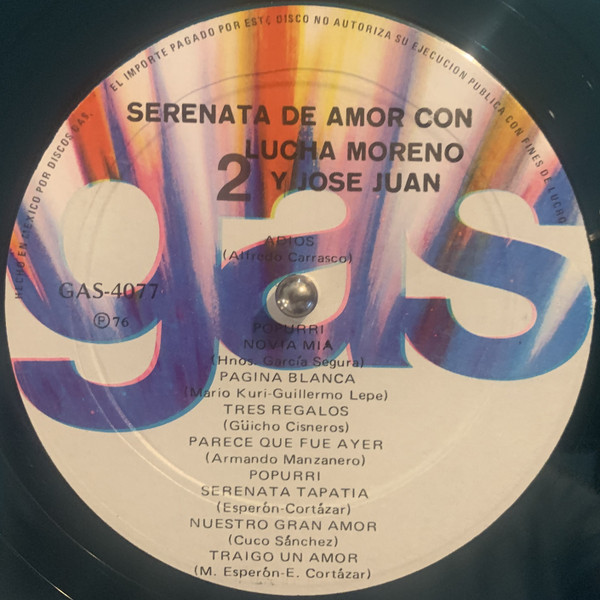 EL IMPORTE PAGADO POR ESTE DISCO NO AUTORIZA SU EJECUCION PUBLICA CON FINES DE LUCRO
HECHO EN MEXICO POR DISCOS GAS.
SERENATA DE AMOR CON
LUCHA MORENO
2 Y JOSE JUAN
gas
ADIOS
(Alfredo Carrasco)
GAS-4077
Ⓟ76
POPURRI
NOVIA MIA
(Hnos. García Segura)
PAGINA BLANCA
(Mario Kuri-Guillermo Lepe)
TRES REGALOS
(Güicho Cisneros)
PARECE QUE FUE AYER
(Armando Manzanero)
POPURRI
SERENATA TAPATIA
(Esperón-Cortázar)
NUESTRO GRAN AMOR
(Cuco Sánchez)
TRAIGO UN AMOR
(M. Esperón-E. Cortázar)